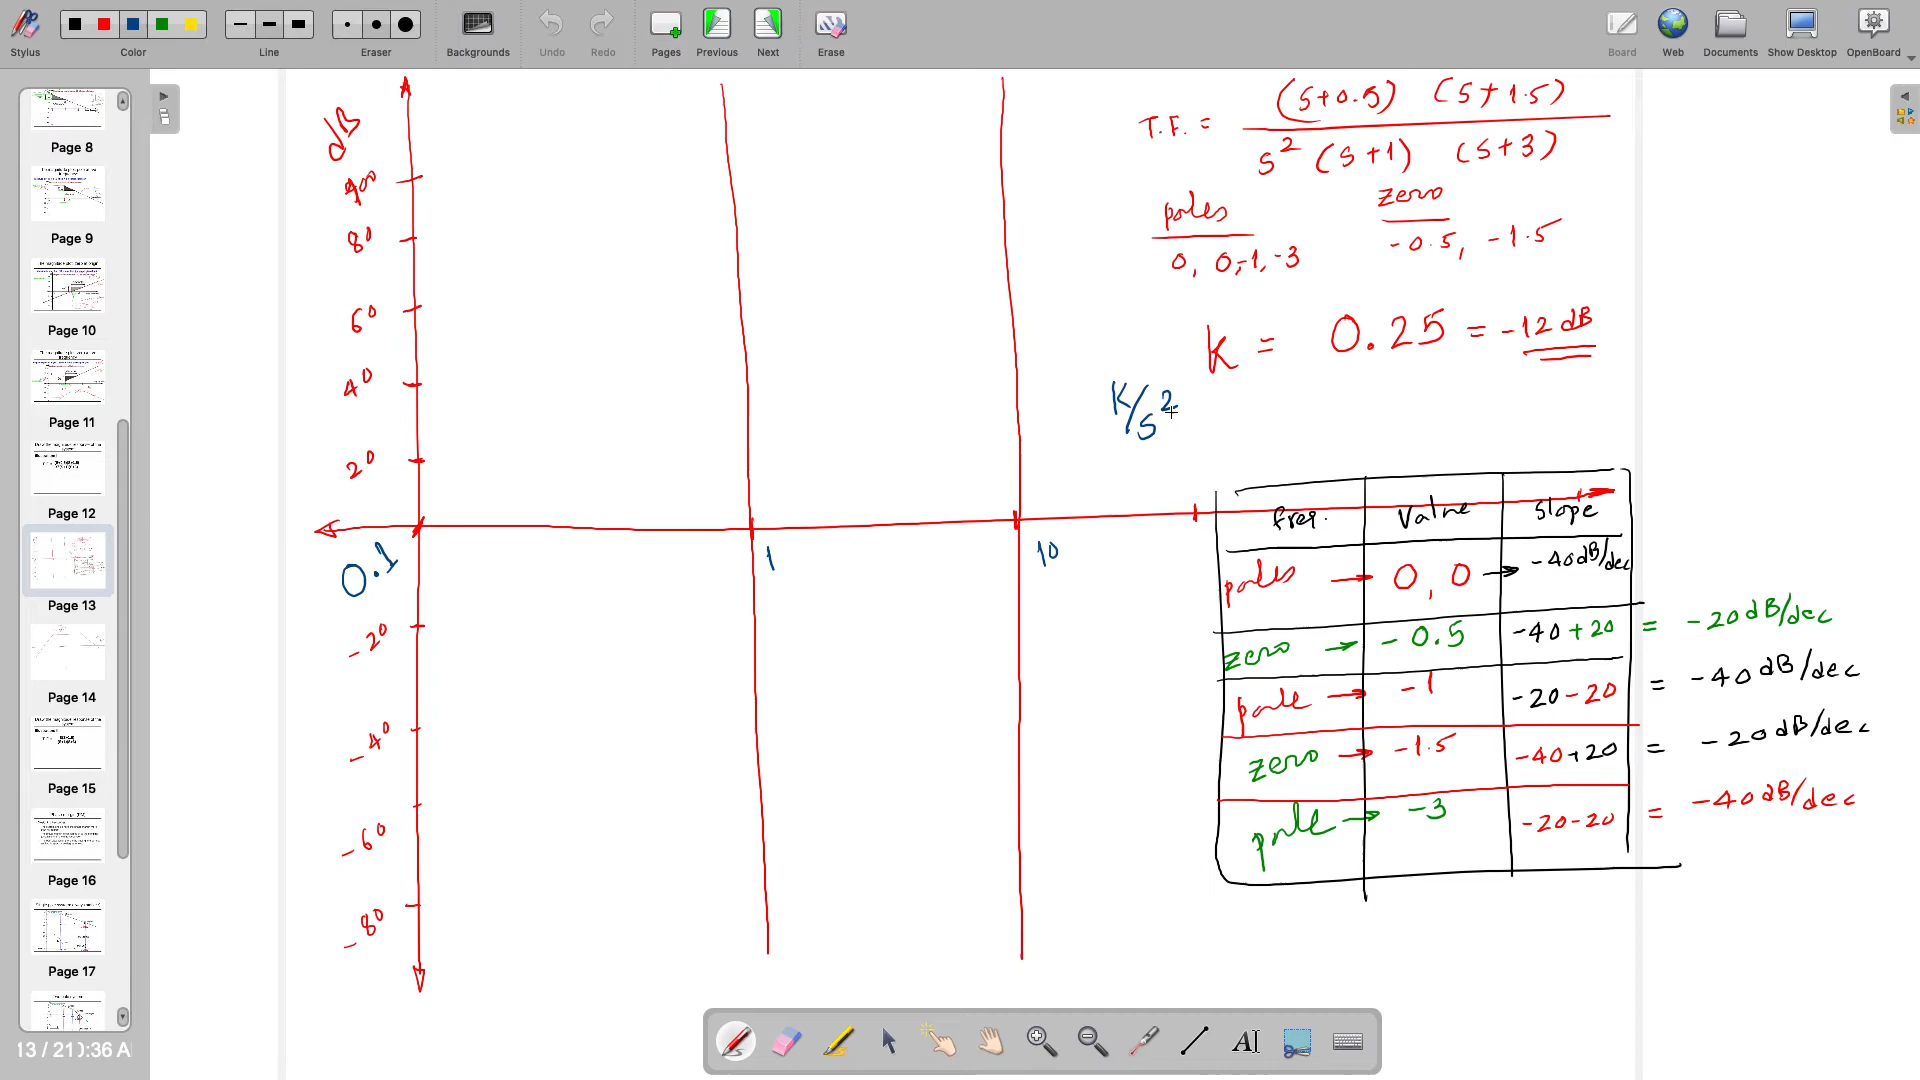 Stylus
Color
Line
Eraser
Backgrounds
Undo
Redo
Pages
Previous
Next
Erase
Board
Web
Documents
Show Desktop
OpenBoard
Page 8
Page 9
Page 10
Page 11
Page 12
Page 13
Page 14
Page 15
Page 16
Page 17
13 / 21
0:36 A
dB
100
80
60
40
20
0.1
1
10
-20
-40
-60
-80
T.F. = (s+0.5) (s+1.5)
s² (s+1) (s+3)
poles
0, 0,-1,-3
zero
-0.5, -1.5
K = 0.25 = -12 dB
K/s²
freq. Value Slope
poles → 0, 0 → -40dB/dec
zero → -0.5 -40+20 = -20dB/dec
pole → -1 -20-20 = -40dB/dec
zero → -1.5 -40+20 = -20dB/dec
pole → -3 -20-20 = -40dB/dec